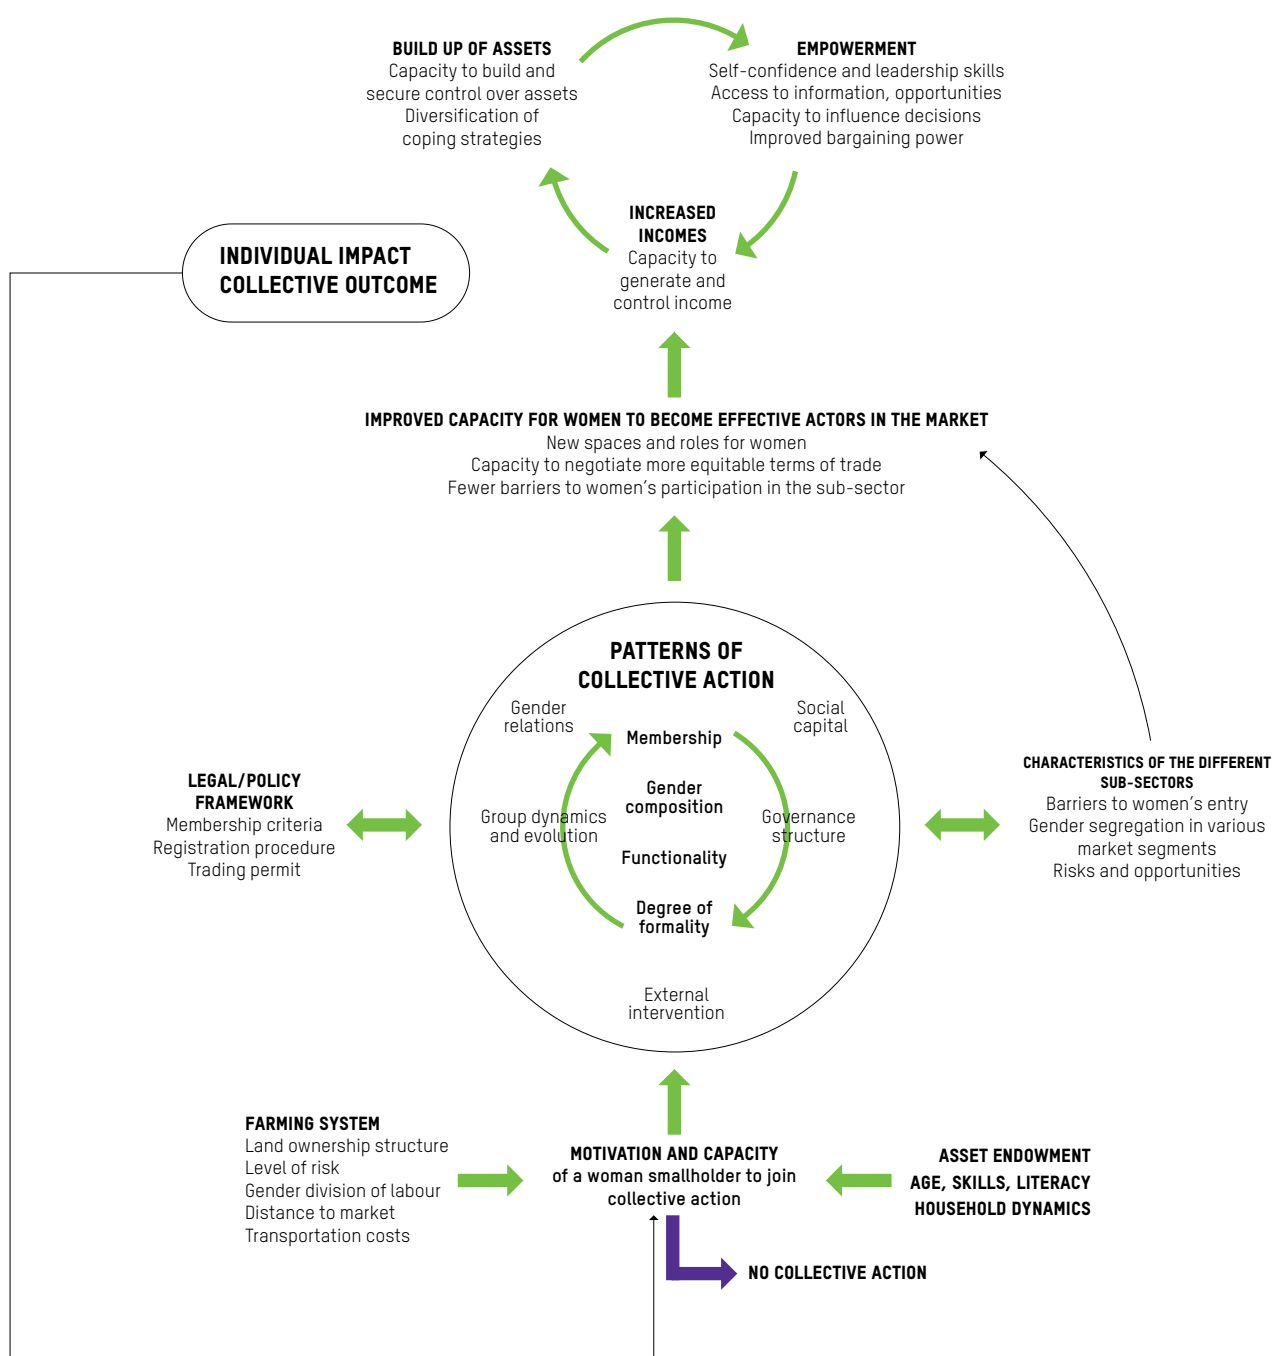 BUILD UP OF ASSETS
Capacity to build and
secure control over assets
Diversification of
coping strategies
EMPOWERMENT
Self-confidence and leadership skills
Access to information, opportunities
Capacity to influence decisions
Improved bargaining power
INCREASED
INCOMES
Capacity to
generate and
control income
INDIVIDUAL IMPACT
COLLECTIVE OUTCOME
IMPROVED CAPACITY FOR WOMEN TO BECOME EFFECTIVE ACTORS IN THE MARKET
New spaces and roles for women
Capacity to negotiate more equitable terms of trade
Fewer barriers to women’s participation in the sub-sector
PATTERNS OF
COLLECTIVE ACTION
Gender
relations
Social
capital
Membership
Gender
composition
Group dynamics
and evolution
Governance
structure
Functionality
Degree of
formality
External
intervention
LEGAL/POLICY
FRAMEWORK
Membership criteria
Registration procedure
Trading permit
CHARACTERISTICS OF THE DIFFERENT
SUB-SECTORS
Barriers to women’s entry
Gender segregation in various
market segments
Risks and opportunities
FARMING SYSTEM
Land ownership structure
Level of risk
Gender division of labour
Distance to market
Transportation costs
MOTIVATION AND CAPACITY
of a woman smallholder to join
collective action
ASSET ENDOWMENT
AGE, SKILLS, LITERACY
HOUSEHOLD DYNAMICS
NO COLLECTIVE ACTION